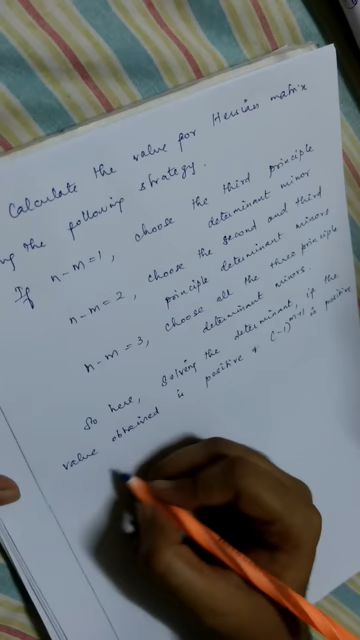 Calculate the value for Hessian matrix
ng the following strategy.
If n-m=1, choose the third principle
determinant minor
n-m=2, choose the second and third
principle determinant minors
n-m=3, choose all the three principle
determinant minors.
So here, solving the determinant, if the
value obtained is positive & (-1)^{m+1} is positive